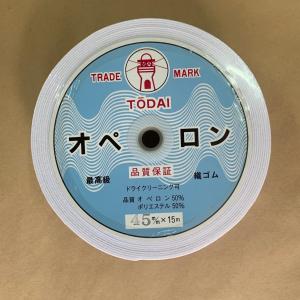 TRADE MARK
TŌDAI
オペロン
品質保証
最高級 織ゴム
ドライクリーニング可
品質 オペロン 50%
ポリエステル 50%
45m/m×15m